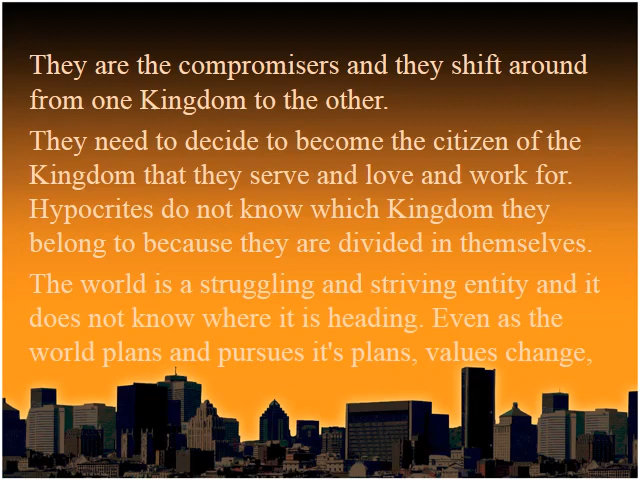 They are the compromisers and they shift around
from one Kingdom to the other.
They need to decide to become the citizen of the
Kingdom that they serve and love and work for.
Hypocrites do not know which Kingdom they
belong to because they are divided in themselves.
The world is a struggling and striving entity and it
does not know where it is heading. Even as the
world plans and pursues it's plans, values change,